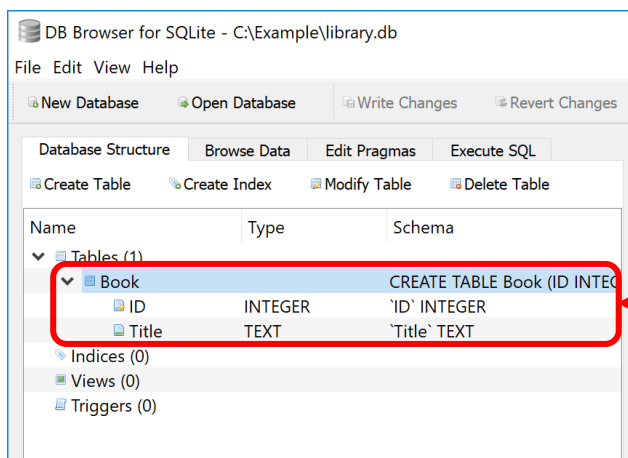 DB Browser for SQLite - C:\Example\library.db
File Edit View Help
New Database Open Database Write Changes Revert Changes
Database Structure Browse Data Edit Pragmas Execute SQL
Create Table Create Index Modify Table Delete Table
Name Type Schema
Tables (1)
Book CREATE TABLE Book (ID INTEG
ID INTEGER `ID` INTEGER
Title TEXT `Title` TEXT
Indices (0)
Views (0)
Triggers (0)